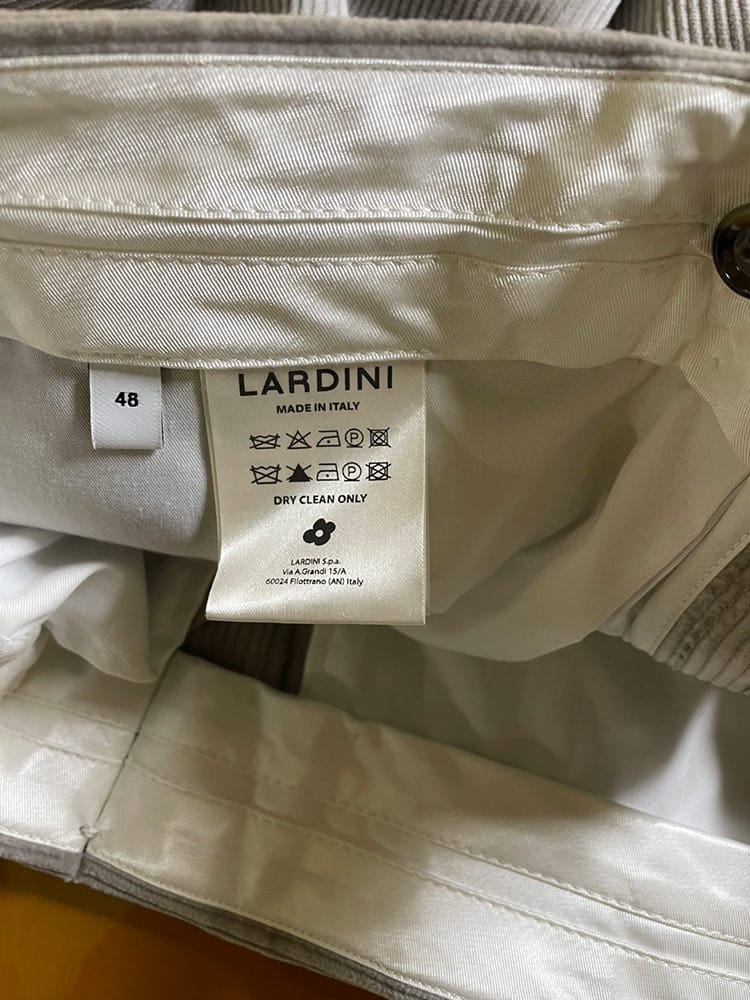 LARDINI
48
MADE IN ITALY
P
P
DRY CLEAN ONLY
LARDINI S.p.a.
Via A.Grandi 15/A
60024 Filottrano (AN) Italy